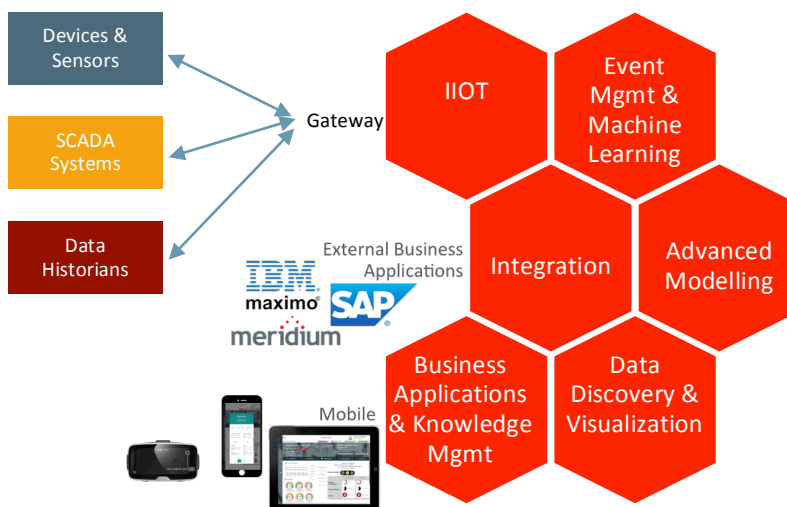 Devices &
Sensors
SCADA
Systems
Data
Historians
Gateway
IIOT
Event
Mgmt &
Machine
Learning
External Business
Applications
IBM®
maximo®
SAP®
meridium
Integration
Advanced
Modelling
Mobile
Business
Applications
& Knowledge
Mgmt
Data
Discovery &
Visualization